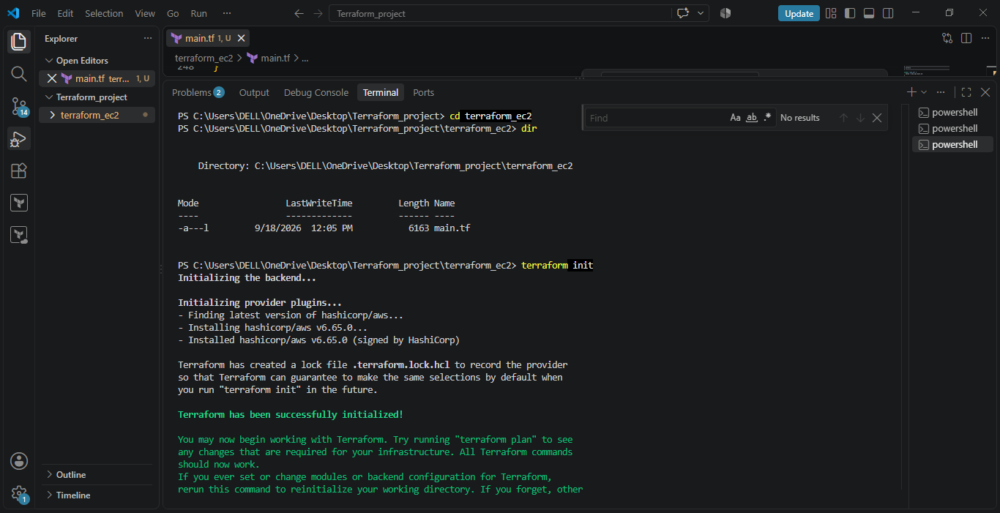 File Edit Selection View Go Run ···
Terraform_project
Update
Explorer
Open Editors
main.tf terr... 1, U
Terraform_project
terraform_ec2
Outline
Timeline
14
1
main.tf 1, U
terraform_ec2 > main.tf > ...
248 }
Problems 2 Output Debug Console Terminal Ports
Find Aa ab .* No results
powershell
powershell
powershell
PS C:\Users\DELL\OneDrive\Desktop\Terraform_project> cd terraform_ec2
PS C:\Users\DELL\OneDrive\Desktop\Terraform_project\terraform_ec2> dir
Directory: C:\Users\DELL\OneDrive\Desktop\Terraform_project\terraform_ec2
Mode LastWriteTime Length Name
---- ------------- ------ ----
-a---l 9/18/2026 12:05 PM 6163 main.tf
PS C:\Users\DELL\OneDrive\Desktop\Terraform_project\terraform_ec2> terraform init
Initializing the backend...
Initializing provider plugins...
- Finding latest version of hashicorp/aws...
- Installing hashicorp/aws v6.65.0...
- Installed hashicorp/aws v6.65.0 (signed by HashiCorp)
Terraform has created a lock file .terraform.lock.hcl to record the provider
so that Terraform can guarantee to make the same selections by default when
you run "terraform init" in the future.
Terraform has been successfully initialized!
You may now begin working with Terraform. Try running "terraform plan" to see
any changes that are required for your infrastructure. All Terraform commands
should now work.
If you ever set or change modules or backend configuration for Terraform,
rerun this command to reinitialize your working directory. If you forget, other